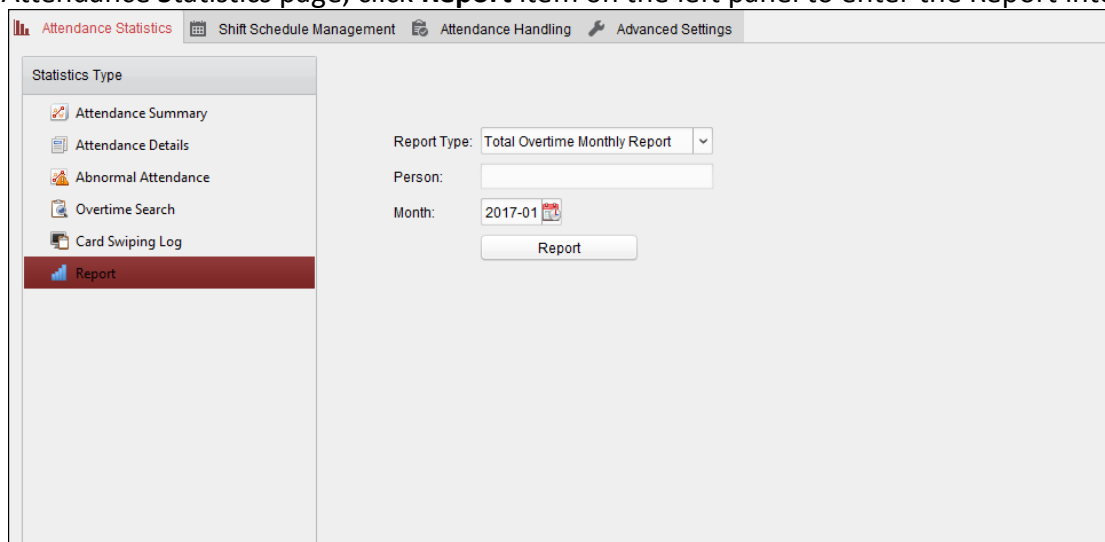 Attendance Statistics page, click Report item on the left panel to enter the Report
Attendance Statistics Shift Schedule Management Attendance Handling Advanced Settings
Statistics Type
Attendance Summary
Attendance Details
Abnormal Attendance
Overtime Search
Card Swiping Log
Report
Report Type: Total Overtime Monthly Report
Person:
Month: 2017-01
Report